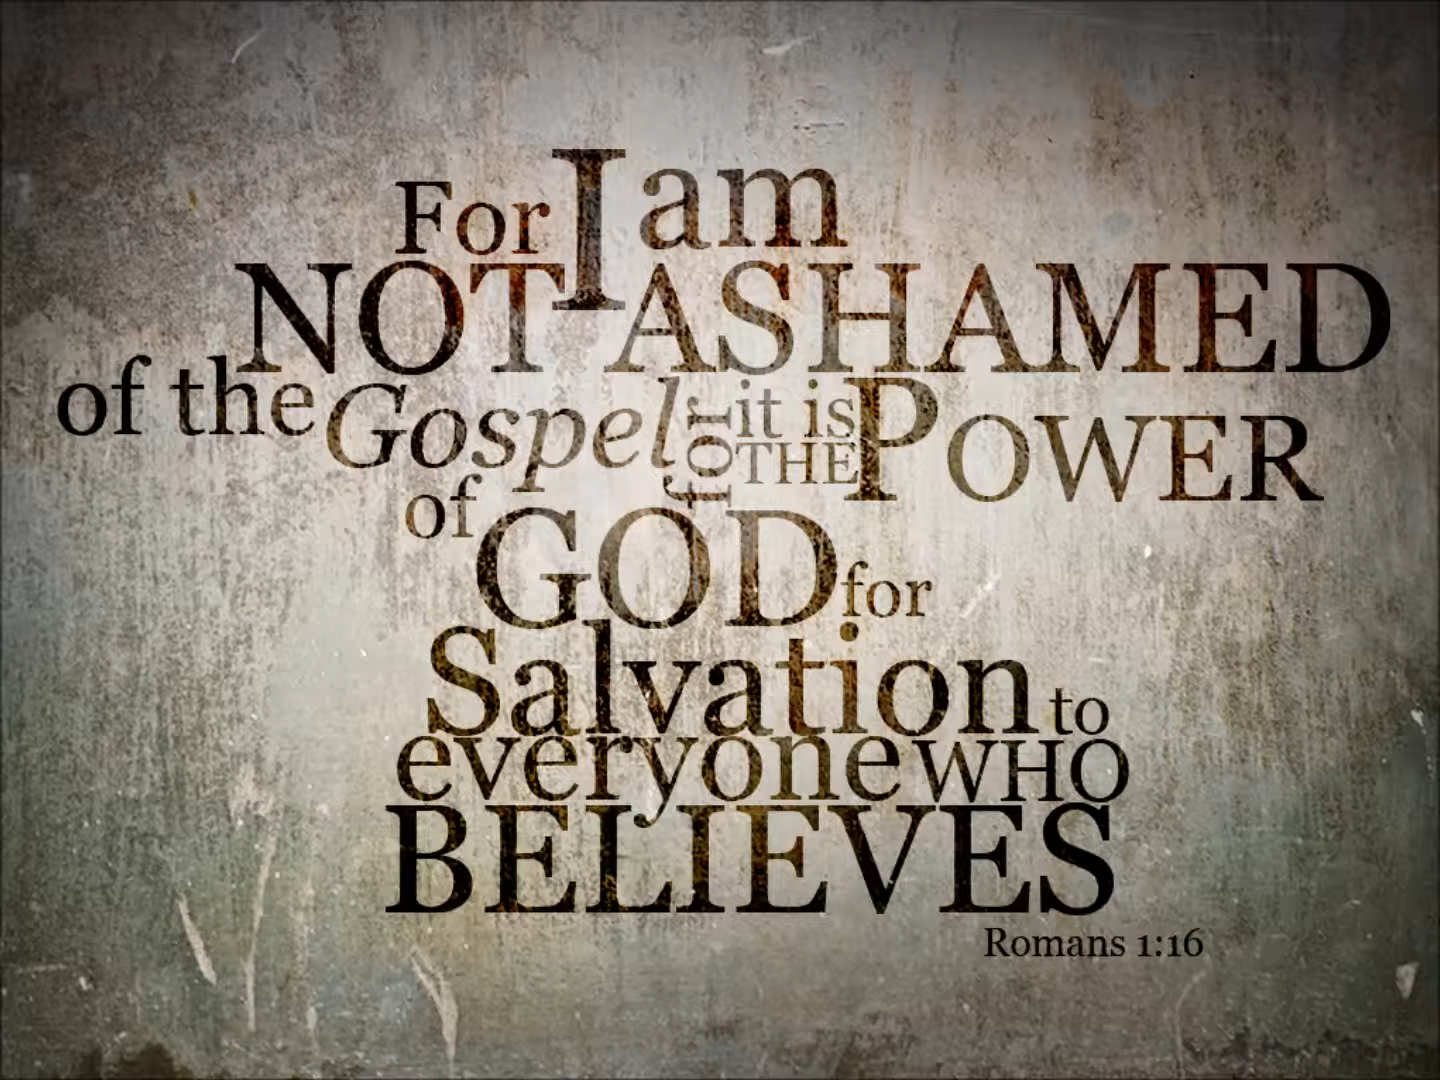 For I am
NOT ASHAMED
of the Gospel for it is THE POWER
of GOD for
Salvation to
everyone WHO
BELIEVES
Romans 1:16